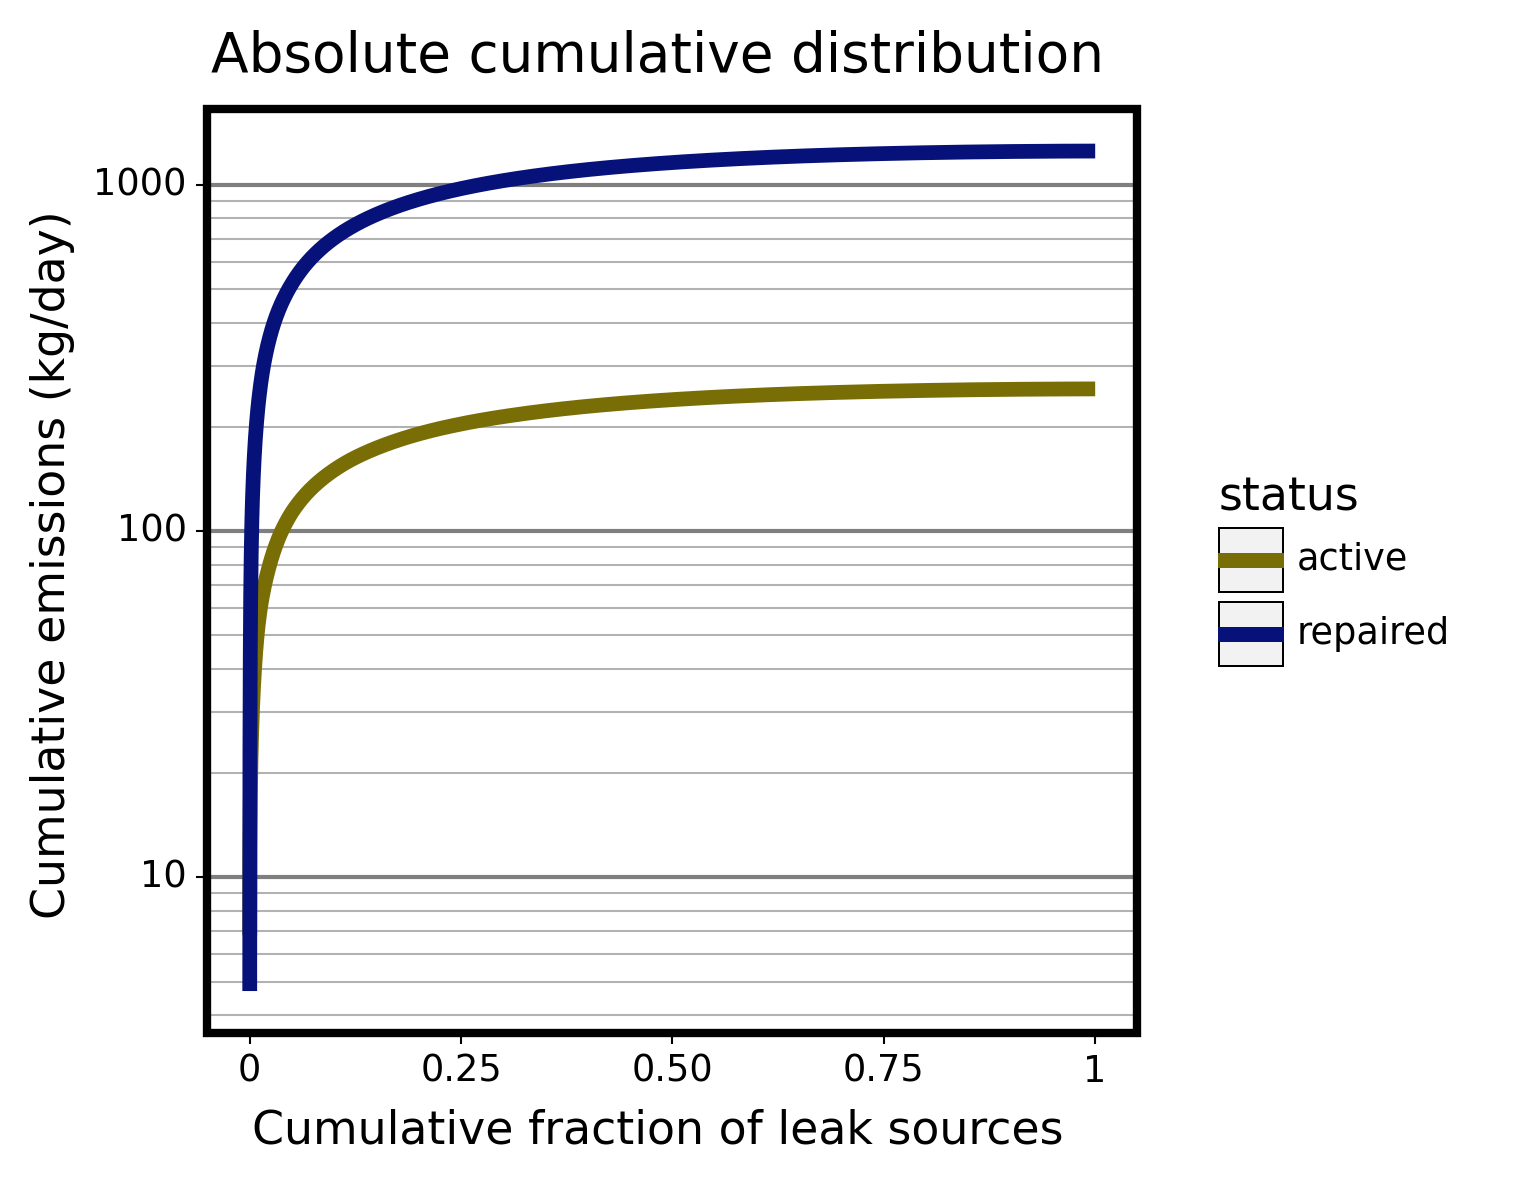 Absolute cumulative distribution
Cumulative emissions (kg/day)
1000
100
10
0
0.25
0.50
0.75
1
Cumulative fraction of leak sources
status
active
repaired